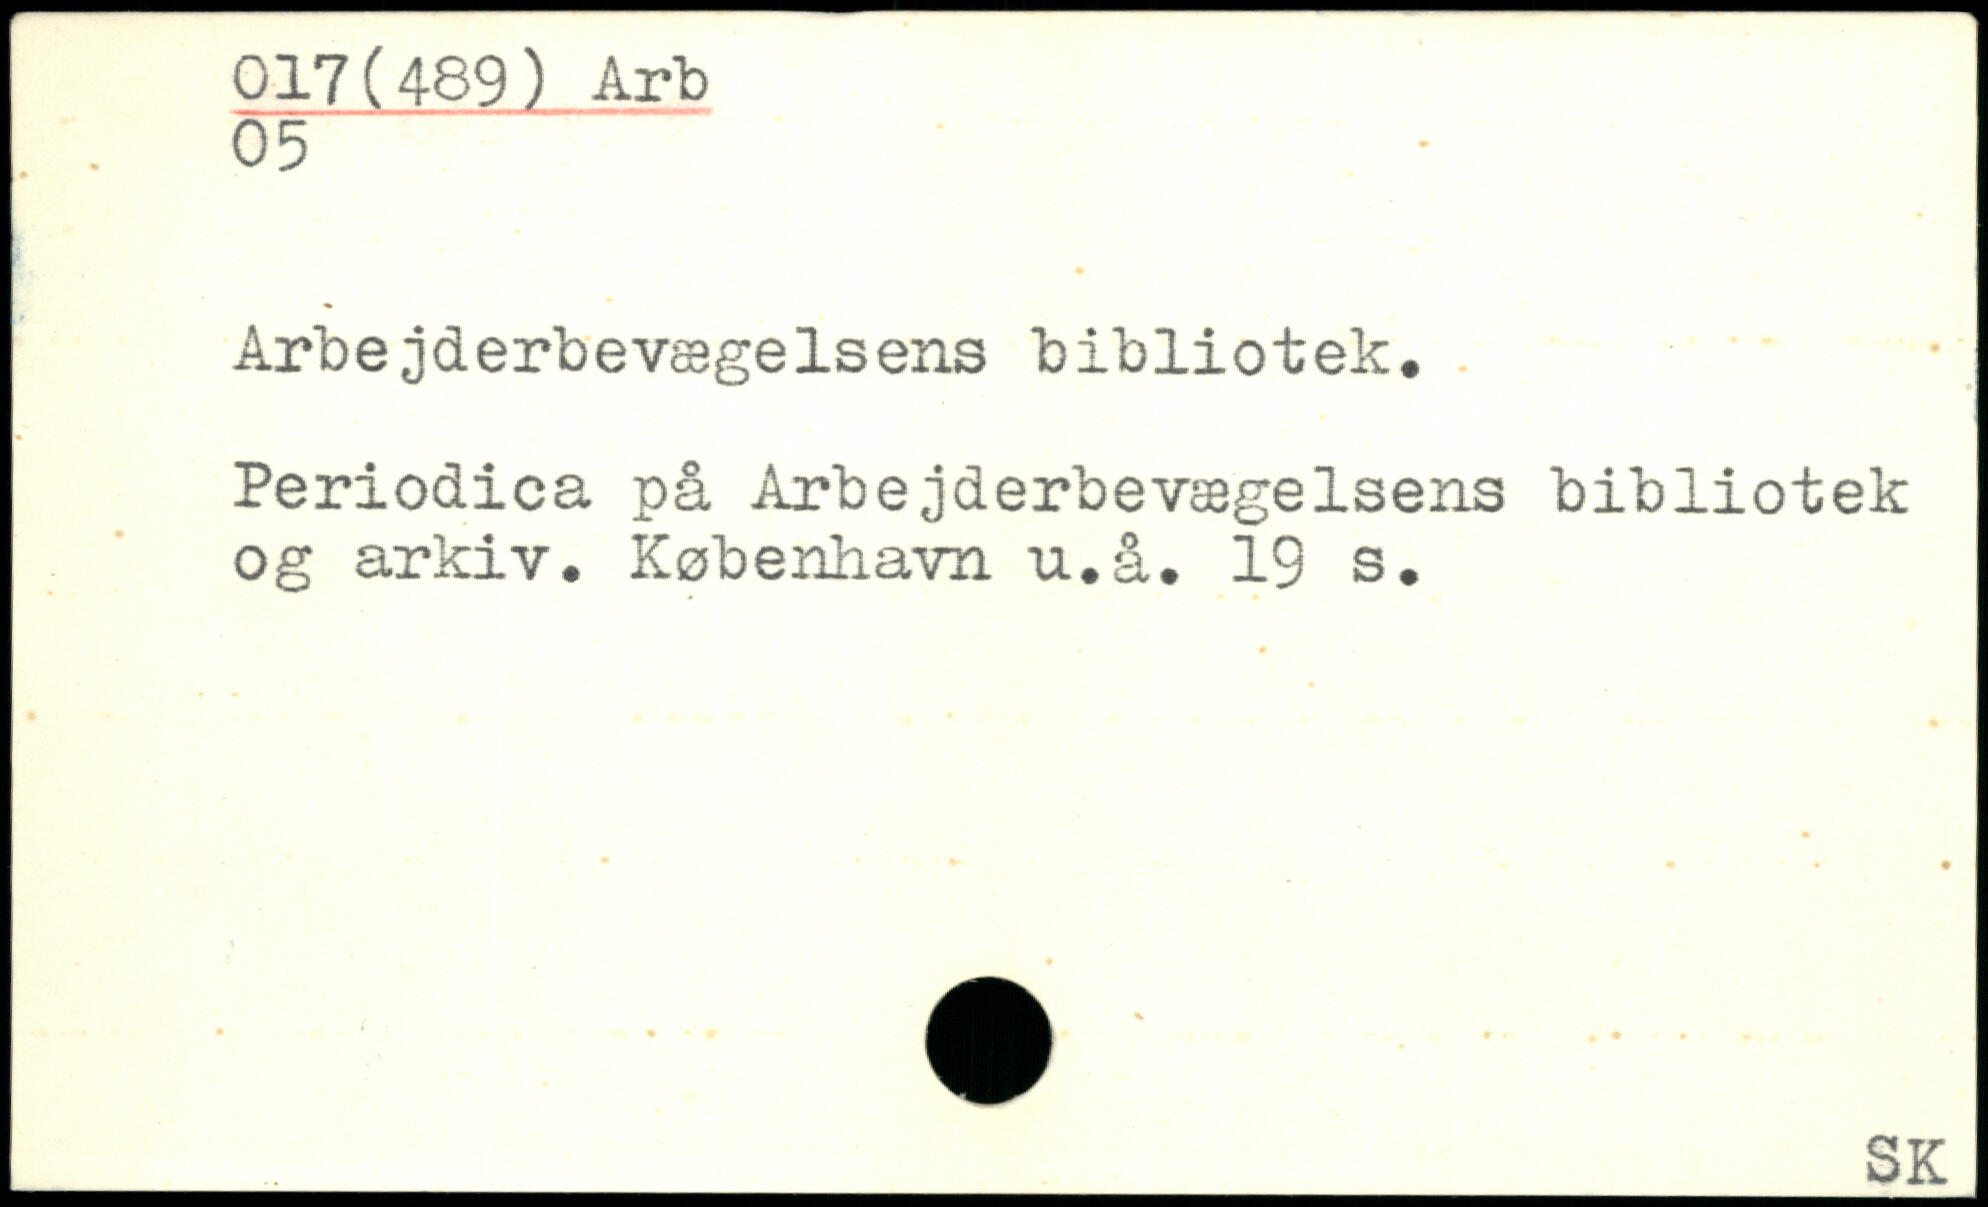 017(489) Arb
05
Arbejderbevægelsens bibliotek.
Periodica på Arbejderbevægelsens bibliotek
og arkiv. København u.å. 19 s.
SK